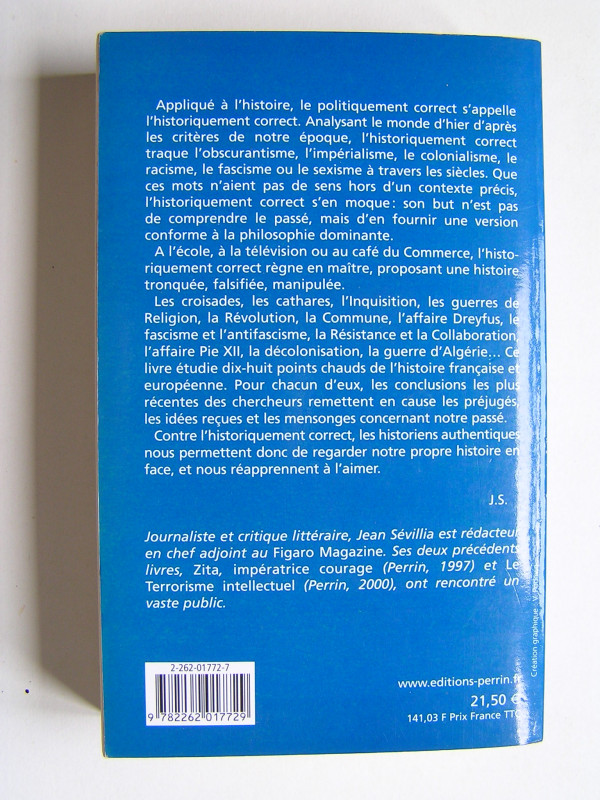 Appliqué à l'histoire, le politiquement correct s'appelle
l'historiquement correct. Analysant le monde d'hier d'après
les critères de notre époque, l'historiquement correct
traque l'obscurantisme, l'impérialisme, le colonialisme, le
racisme, le fascisme ou le sexisme à travers les siècles. Que
ces mots n'aient pas de sens hors d'un contexte précis,
l'historiquement correct s'en moque : son but n'est pas
de comprendre le passé, mais d'en fournir une version
conforme à la philosophie dominante.
A l'école, à la télévision ou au café du Commerce, l'histo-
riquement correct règne en maître, proposant une histoire
tronquée, falsifiée, manipulée.
Les croisades, les cathares, l'Inquisition, les guerres de
Religion, la Révolution, la Commune, l'affaire Dreyfus, le
fascisme et l'antifascisme, la Résistance et la Collaboration,
l'affaire Pie XII, la décolonisation, la guerre d'Algérie... Ce
livre étudie dix-huit points chauds de l'histoire française et
européenne. Pour chacun d'eux, les conclusions les plus
récentes des chercheurs remettent en cause les préjugés,
les idées reçues et les mensonges concernant notre passé.
Contre l'historiquement correct, les historiens authentiques
nous permettent donc de regarder notre propre histoire en
face, et nous réapprennent à l'aimer.
J.S.
Journaliste et critique littéraire, Jean Sévillia est rédacteur
en chef adjoint au Figaro Magazine. Ses deux précédents
livres, Zita, impératrice courage (Perrin, 1997) et Le
Terrorisme intellectuel (Perrin, 2000), ont rencontré un
vaste public.
Création graphique : V.
2-262-01772-7
9 782262 017729
www.editions-perrin.fr
21,50 €
141,03 F Prix France TTC